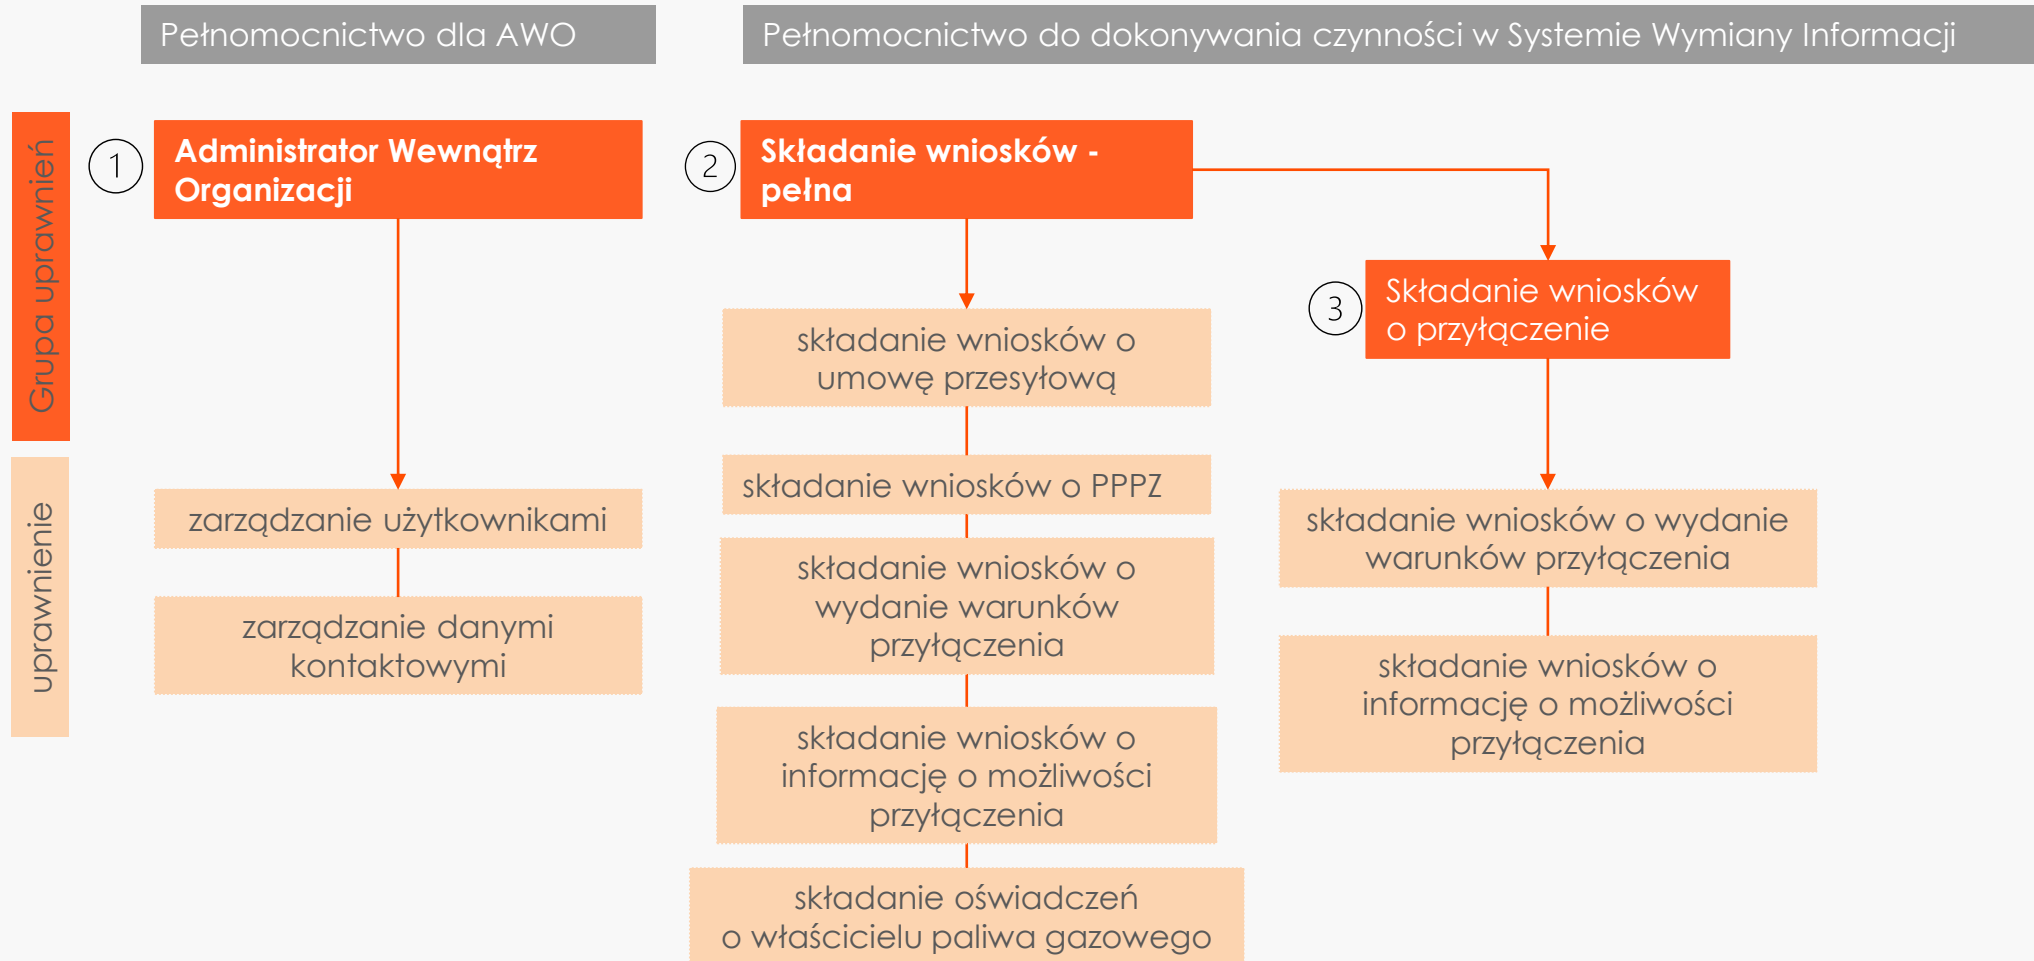 Pełnomocnictwo dla AWO
Pełnomocnictwo do dokonywania czynności w Systemie Wymiany Informacji
Grupa uprawnień
uprawnienie
1
Administrator Wewnątrz
Organizacji
zarządzanie użytkownikami
zarządzanie danymi
kontaktowymi
2
Składanie wniosków -
pełna
składanie wniosków o
umowę przesyłową
składanie wniosków o PPPZ
składanie wniosków o
wydanie warunków
przyłączenia
składanie wniosków o
informację o możliwości
przyłączenia
składanie oświadczeń
o właścicielu paliwa gazowego
3
Składanie wniosków
o przyłączenie
składanie wniosków o wydanie
warunków przyłączenia
składanie wniosków o
informację o możliwości
przyłączenia